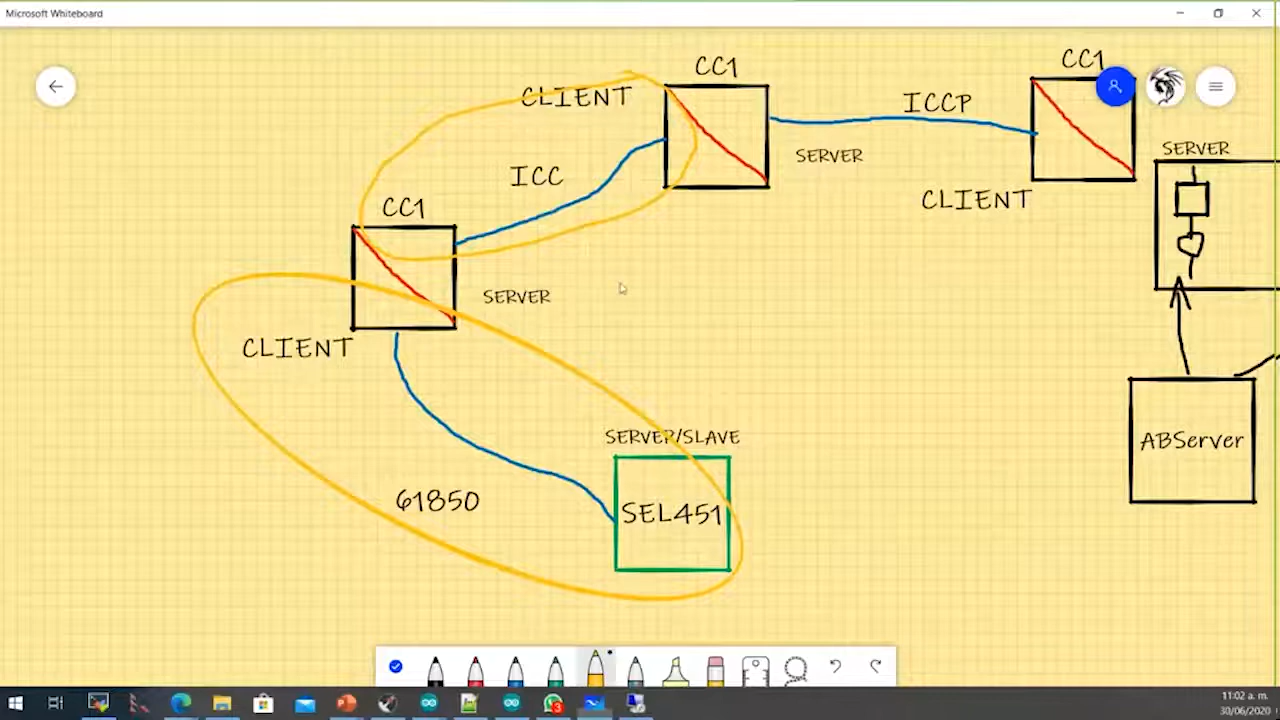 Microsoft Whiteboard
CC1
CC1
CLIENT
ICCP
SERVER
SERVER
ICC
CLIENT
CC1
SERVER
CLIENT
SERVER/SLAVE
ABServer
61850
SEL451
3
11:02 a. m.
30/06/2020